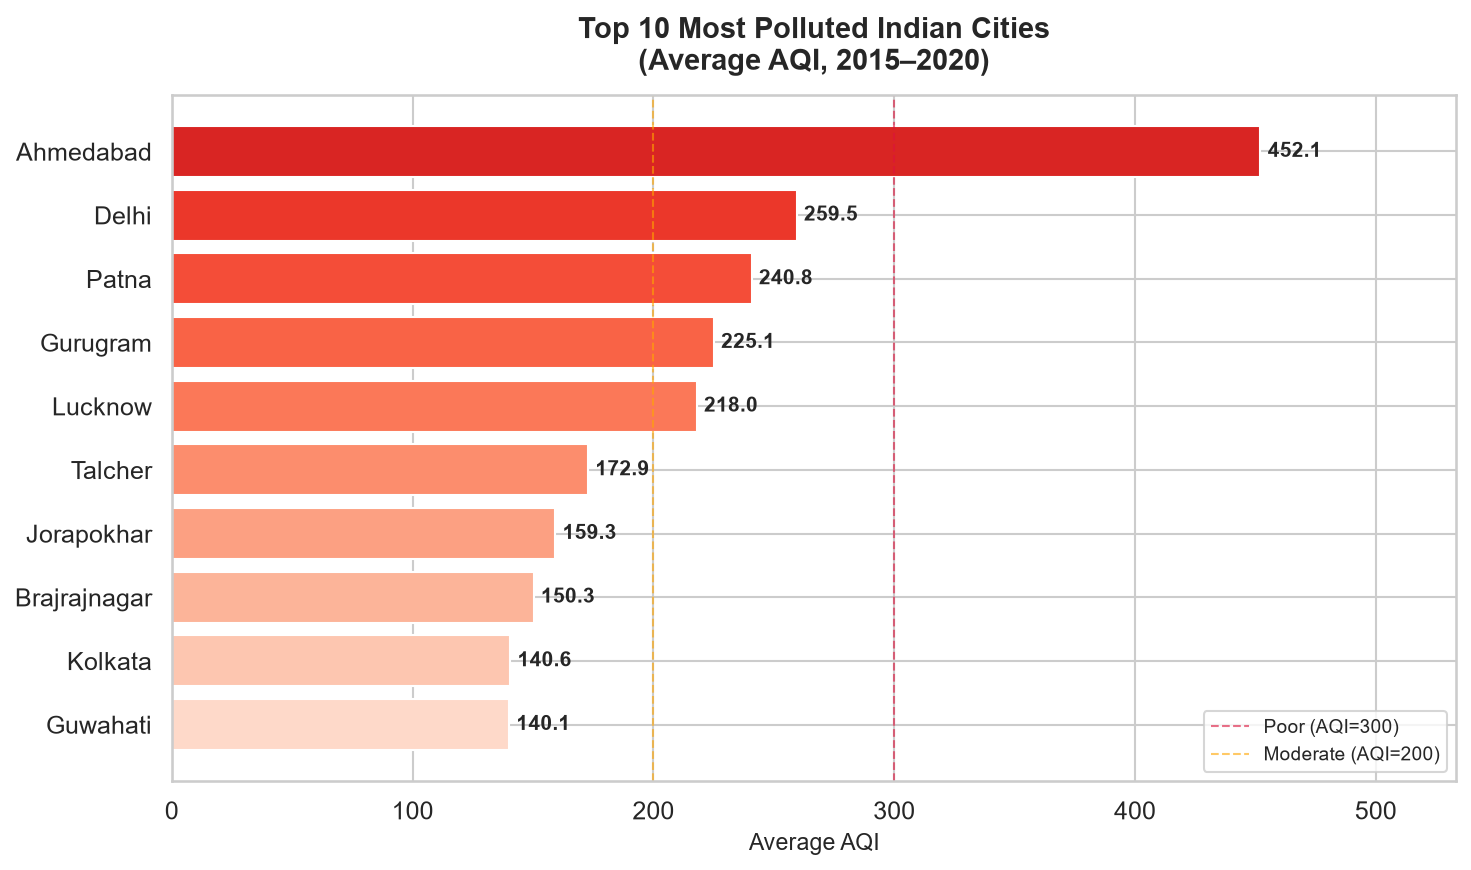 Top 10 Most Polluted Indian Cities
(Average AQI, 2015–2020)
Ahmedabad 452.1
Delhi 259.5
Patna 240.8
Gurugram 225.1
Lucknow 218.0
Talcher 172.9
Jorapokhar 159.3
Brajrajnagar 150.3
Kolkata 140.6
Guwahati 140.1
Poor (AQI=300)
Moderate (AQI=200)
0 100 200 300 400 500
Average AQI